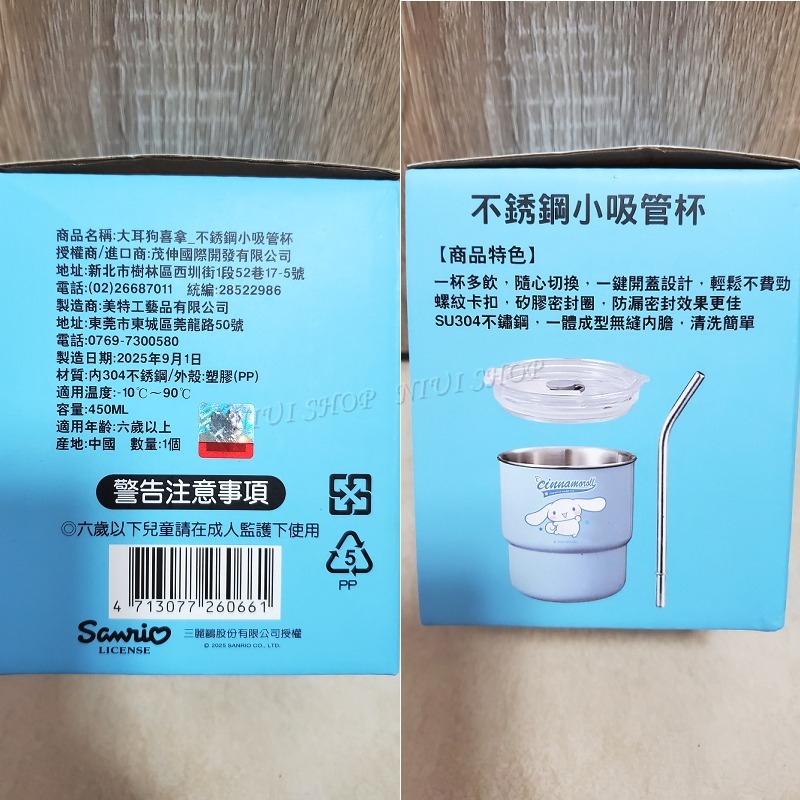 商品名稱:大耳狗喜拿_不銹鋼小吸管杯
授權商/進口商:茂伸國際開發有限公司
地址:新北市樹林區西圳街1段52巷17-5號
電話:(02)26687011 統編:28522986
製造商:美特工藝品有限公司
地址:東莞市東城區莞龍路50號
電話:0769-7300580
製造日期:2025年9月1日
材質:內304不銹鋼/外殼:塑膠(PP)
適用温度:-10℃~90℃
容量:450ML
適用年齡:六歲以上
產地:中國 數量:1個
警告注意事項
◎六歲以下兒童請在成人監護下使用
5
PP
4 713077 260661
Sanrio
LICENSE
三麗鷗股份有限公司授權
© 2025 SANRIO CO., LTD.
不銹鋼小吸管杯
【商品特色】
一杯多飲，隨心切換，一鍵開蓋設計，輕鬆不費勁
螺紋卡扣，矽膠密封圈，防漏密封效果更佳
SU304不鏽鋼，一體成型無縫內膽，清洗簡單
NIUI SHOP NIUI SHOP
Cinnamoroll